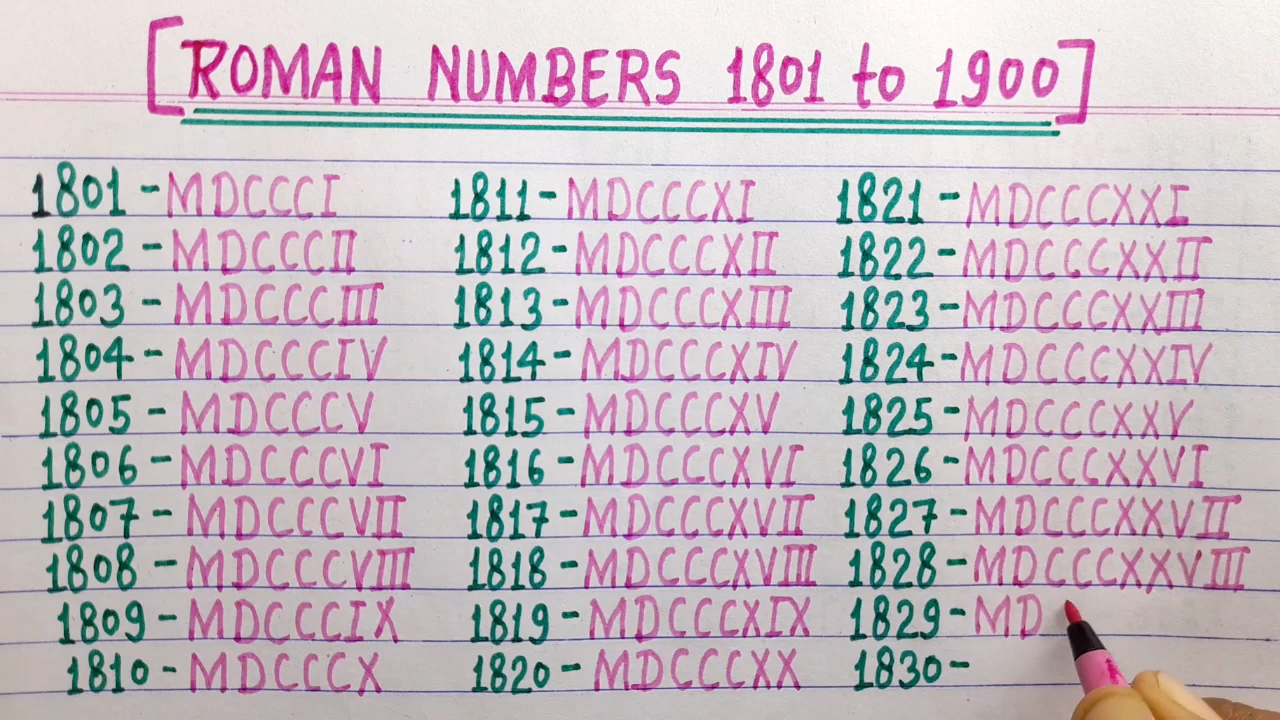 [ROMAN NUMBERS 1801 to 1900]
1801 - MDCCCI
1802 - MDCCCII
1803 - MDCCCIII
1804 - MDCCCIV
1805 - MDCCCV
1806 - MDCCCVI
1807 - MDCCCVII
1808 - MDCCCVIII
1809 - MDCCCIX
1810 - MDCCCX
1811 - MDCCCXI
1812 - MDCCCXII
1813 - MDCCCXIII
1814 - MDCCCXIV
1815 - MDCCCXV
1816 - MDCCCXVI
1817 - MDCCCXVII
1818 - MDCCCXVIII
1819 - MDCCCXIX
1820 - MDCCCXX
1821 - MDCCCXXI
1822 - MDCCCXXII
1823 - MDCCCXXIII
1824 - MDCCCXXIV
1825 - MDCCCXXV
1826 - MDCCCXXVI
1827 - MDCCCXXVII
1828 - MDCCCXXVIII
1829 - MD
1830 -